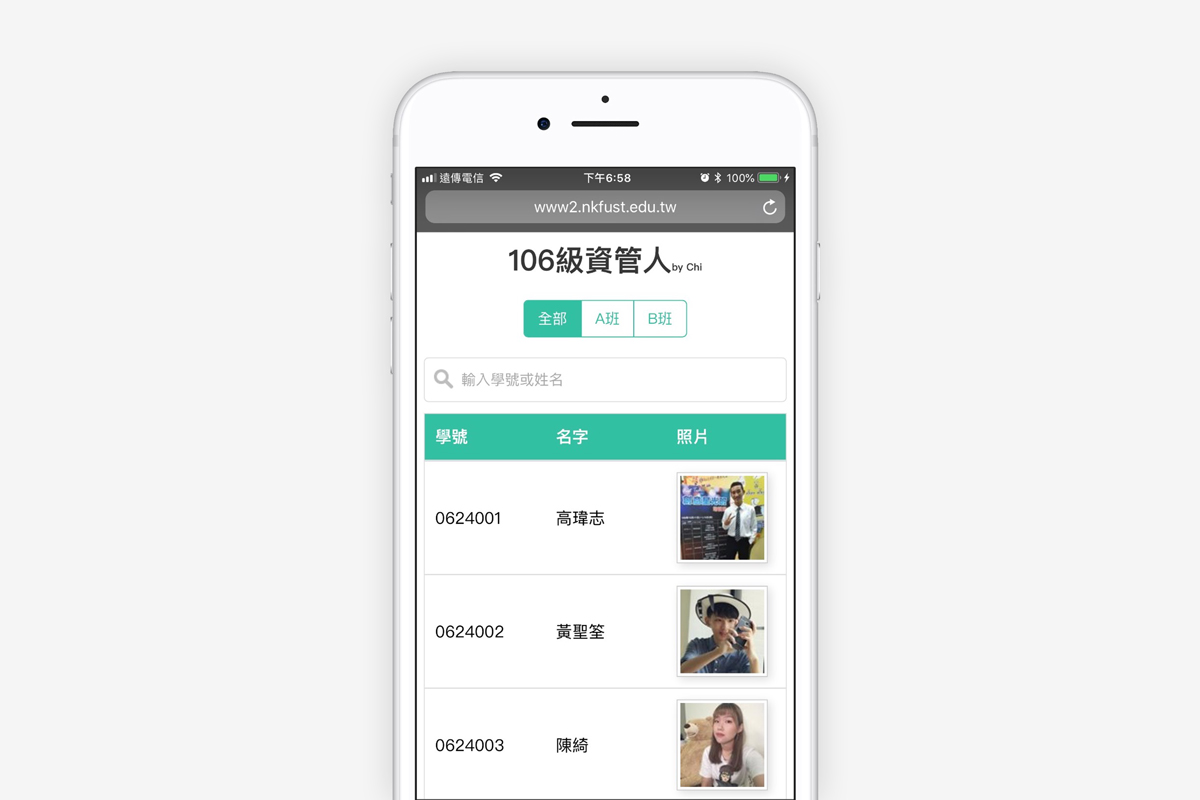 遠傳電信 下午6:58 100%
www2.nkfust.edu.tw
106級資管人by Chi
全部 A班 B班
輸入學號或姓名
學號 名字 照片
0624001 高瑋志
0624002 黃聖筌
0624003 陳綺